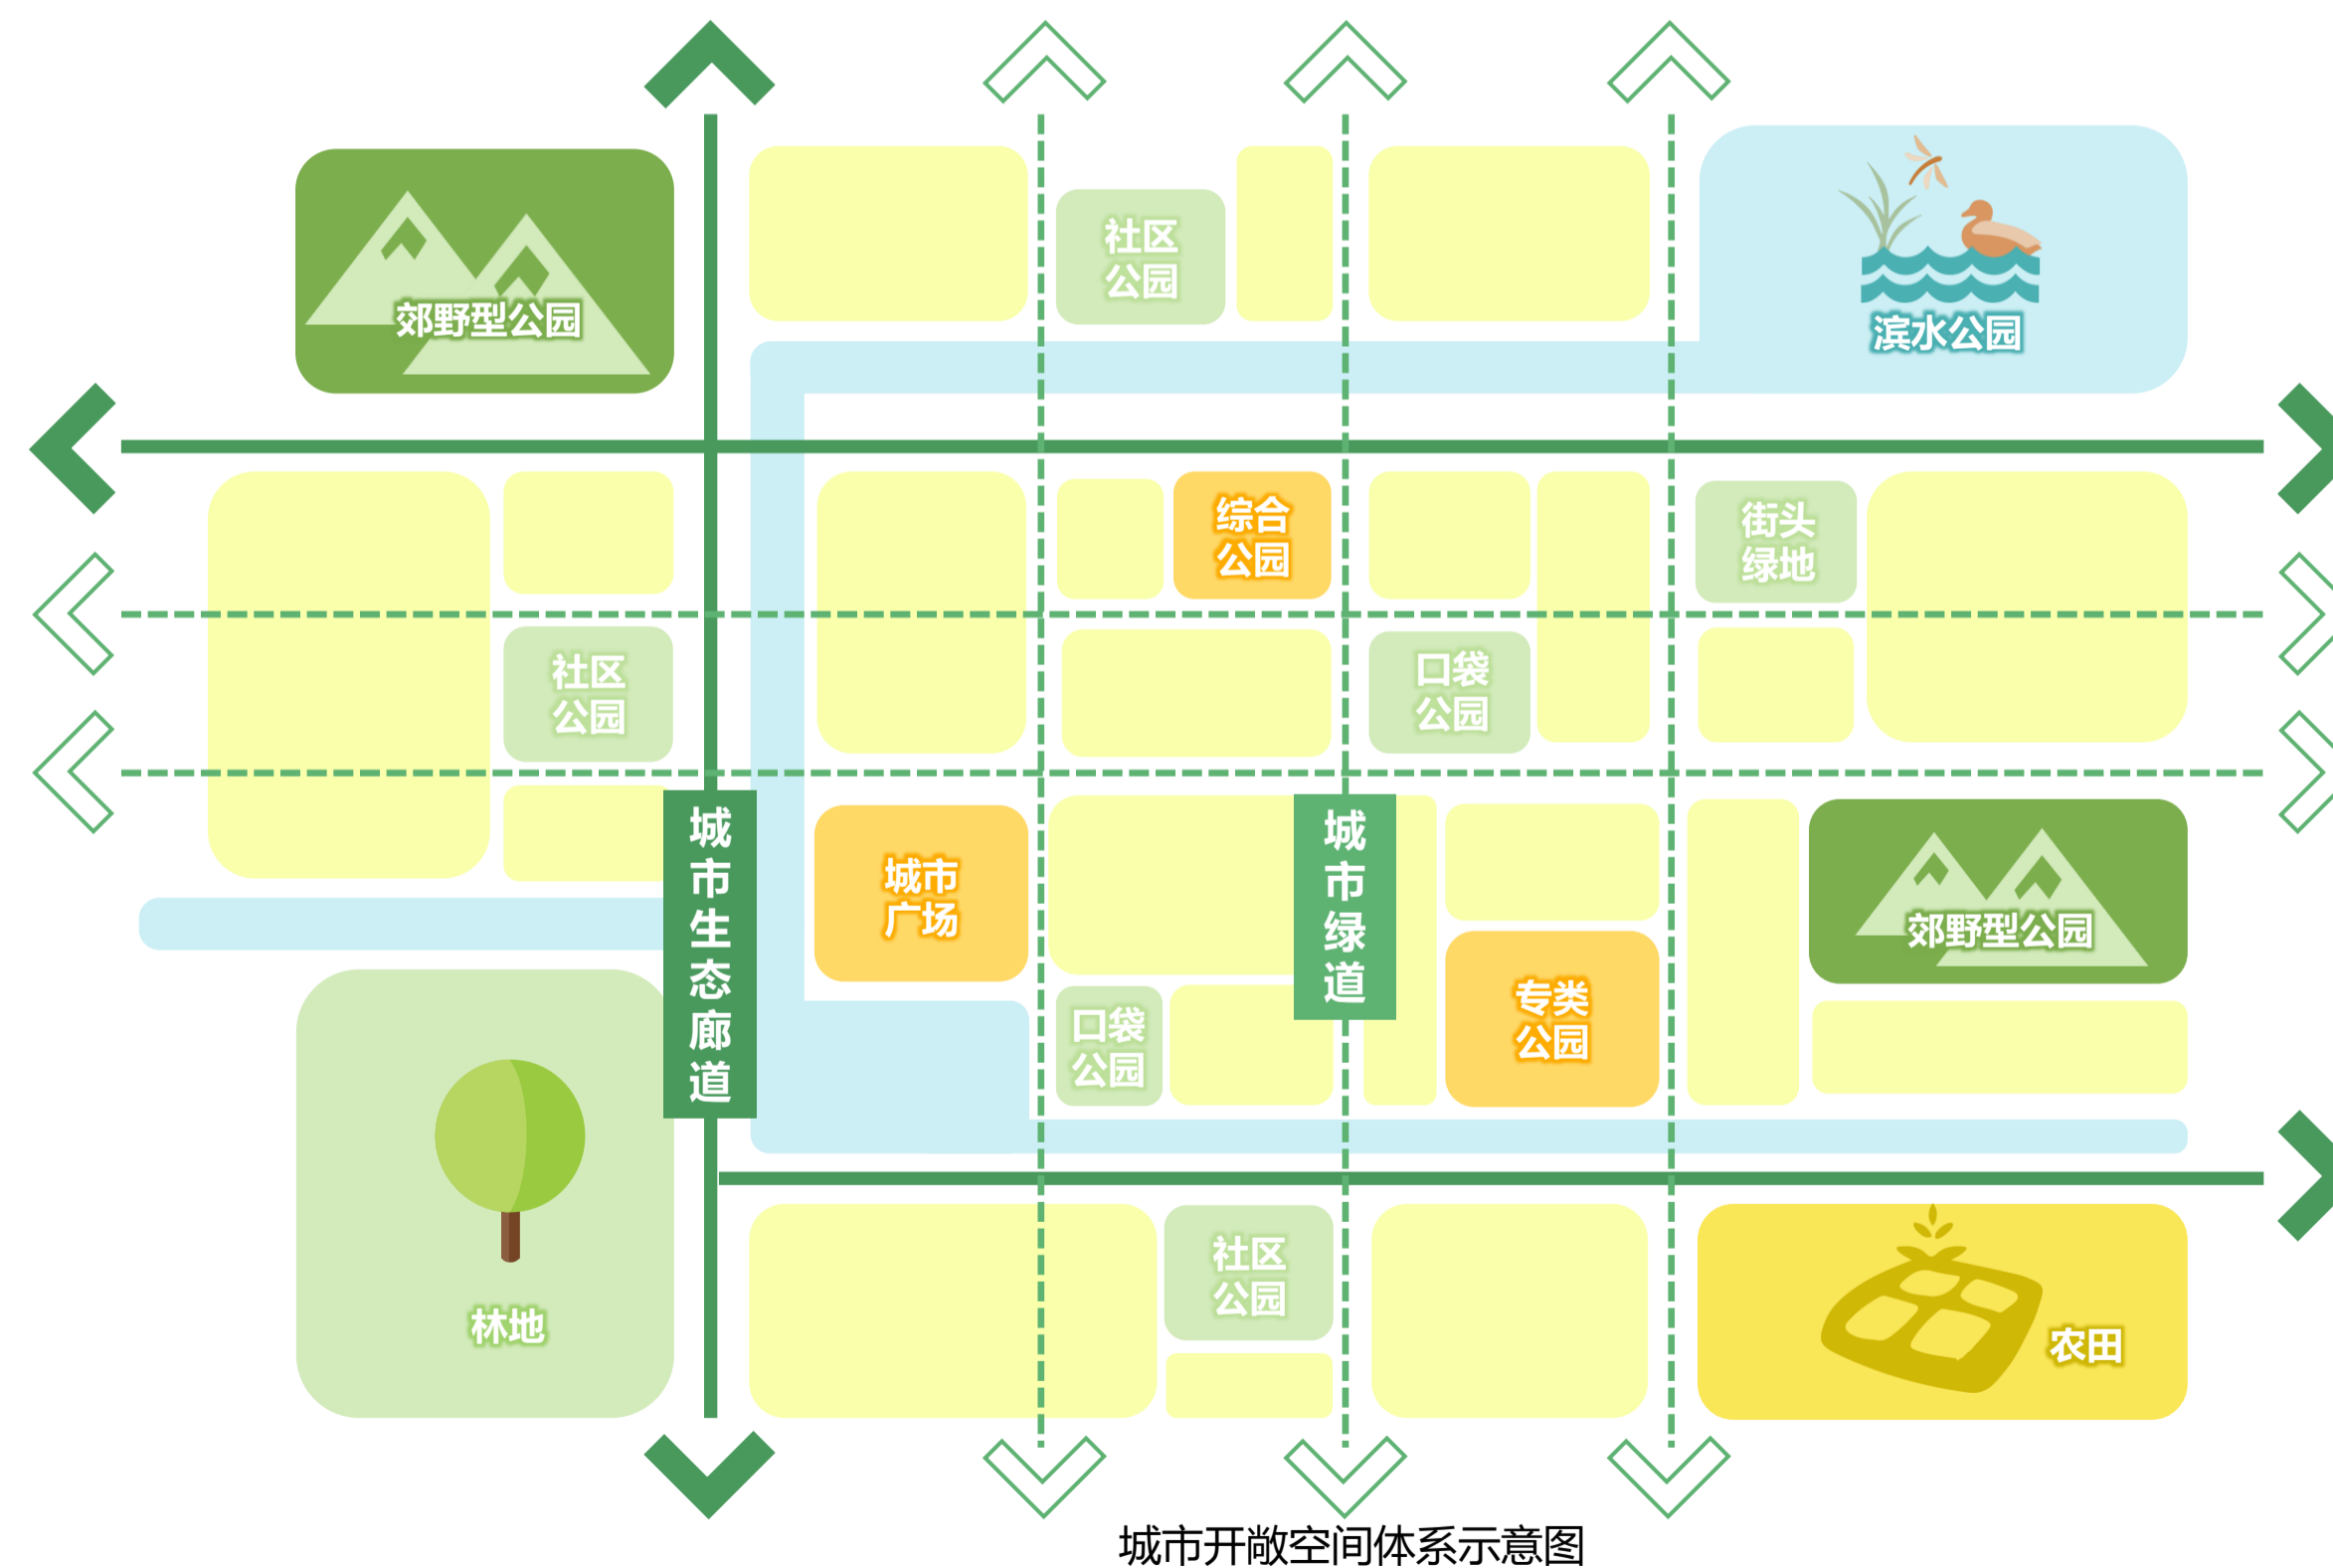 社区
公园
郊野型公园
滨水公园
综合
公园
街头
绿地
社区
公园
口袋
公园
城市生态廊道
城市
广场
城市绿道
郊野型公园
专类
公园
口袋
公园
社区
公园
林地
农田
城市开敞空间体系示意图